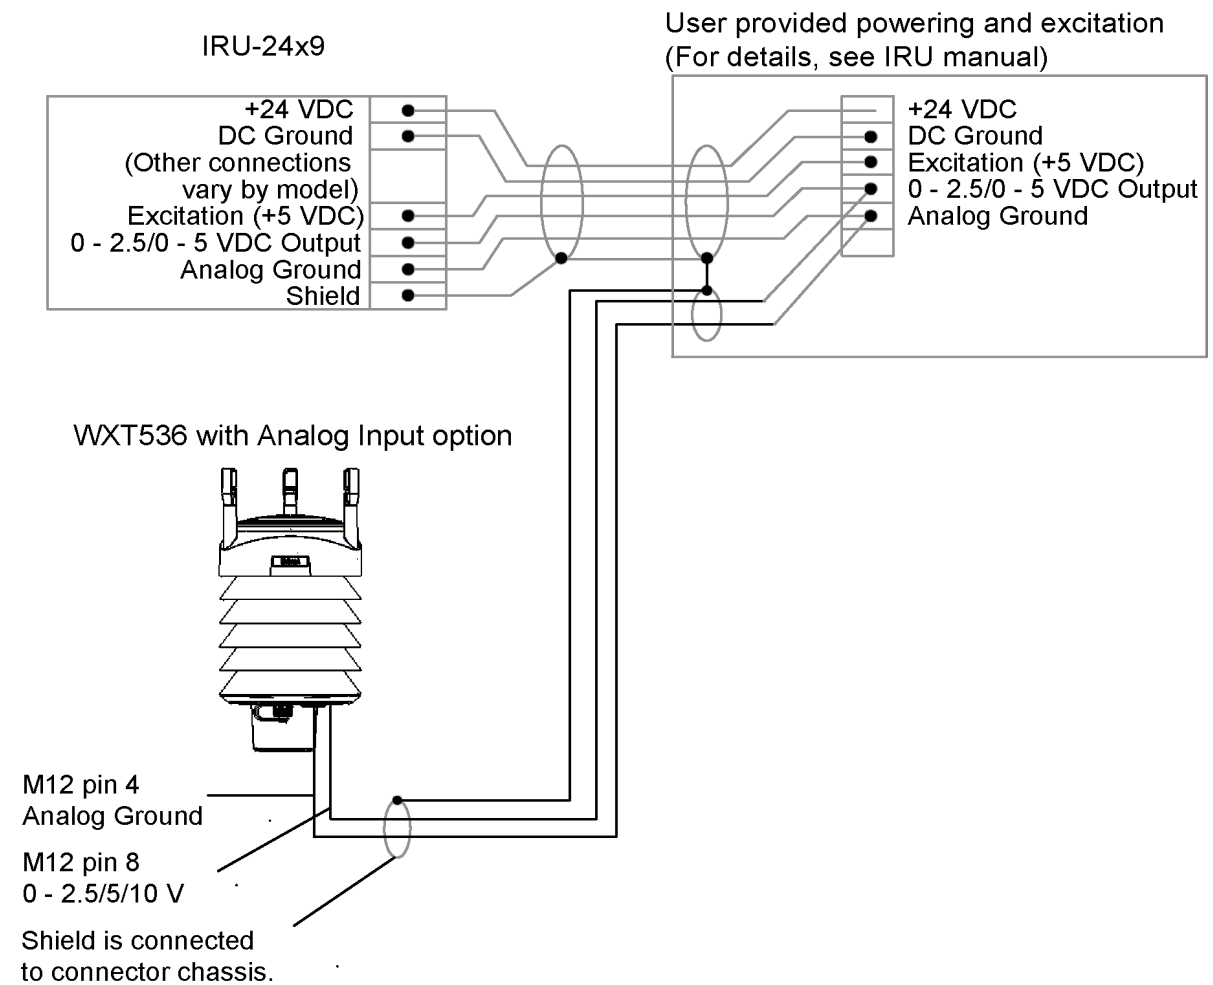 User provided powering and excitation
(For details, see IRU manual)
IRU-24x9
+24 VDC
DC Ground
(Other connections
vary by model)
Excitation (+5 VDC)
0 - 2.5/0 - 5 VDC Output
Analog Ground
Shield
+24 VDC
DC Ground
Excitation (+5 VDC)
0 - 2.5/0 - 5 VDC Output
Analog Ground
WXT536 with Analog Input option
M12 pin 4
Analog Ground
M12 pin 8
0 - 2.5/5/10 V
Shield is connected
to connector chassis.